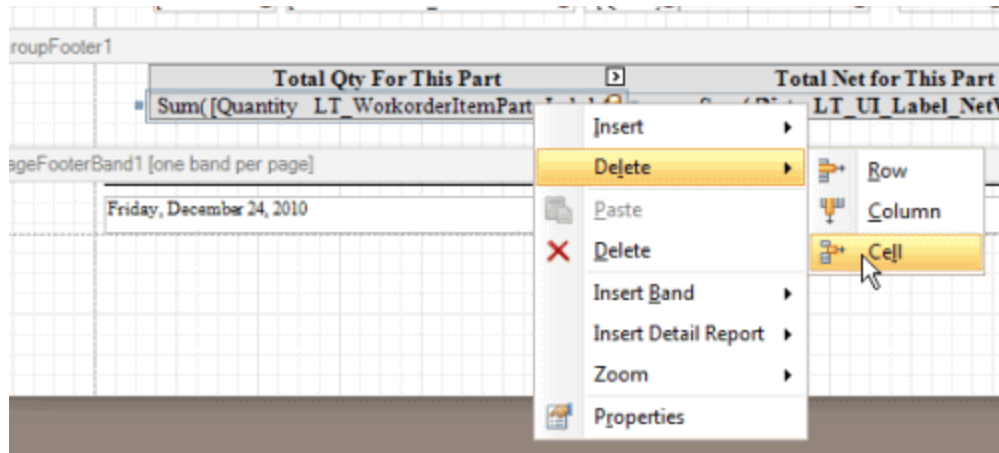 roupFooter1
Total Qty For This Part
Total Net for This Part
Sum([Quantity LT_WorkorderItemPart
LT_UI_Label_Net
Insert
ageFooterBand1 [one band per page]
Delete
Row
Friday, December 24, 2010
Paste
Column
Delete
Cell
Insert Band
Insert Detail Report
Zoom
Properties